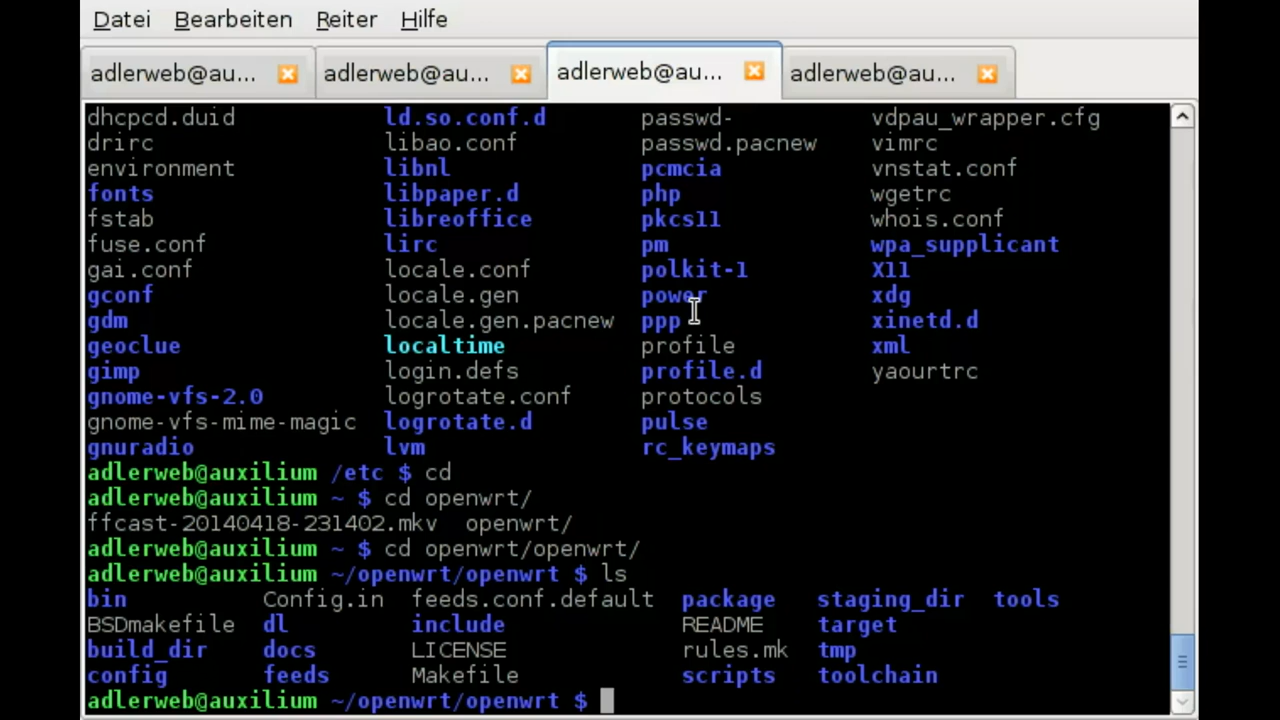 Datei Bearbeiten Reiter Hilfe
adlerweb@au... adlerweb@au... adlerweb@au... adlerweb@au...
dhcpcd.duid ld.so.conf.d passwd- vdpau_wrapper.cfg
drirc libao.conf passwd.pacnew vimrc
environment libnl pcmcia vnstat.conf
fonts libpaper.d php wgetrc
fstab libreoffice pkcs11 whois.conf
fuse.conf lirc pm wpa_supplicant
gai.conf locale.conf polkit-1 X11
gconf locale.gen power xdg
gdm locale.gen.pacnew ppp xinetd.d
geoclue localtime profile xml
gimp login.defs profile.d yaourtrc
gnome-vfs-2.0 logrotate.conf protocols
gnome-vfs-mime-magic logrotate.d pulse
gnuradio lvm rc_keymaps
adlerweb@auxilium /etc $ cd
adlerweb@auxilium ~ $ cd openwrt/
ffcast-20140418-231402.mkv openwrt/
adlerweb@auxilium ~ $ cd openwrt/openwrt/
adlerweb@auxilium ~/openwrt/openwrt $ ls
bin Config.in feeds.conf.default package staging_dir tools
BSDmakefile dl include README target
build_dir docs LICENSE rules.mk tmp
config feeds Makefile scripts toolchain
adlerweb@auxilium ~/openwrt/openwrt $